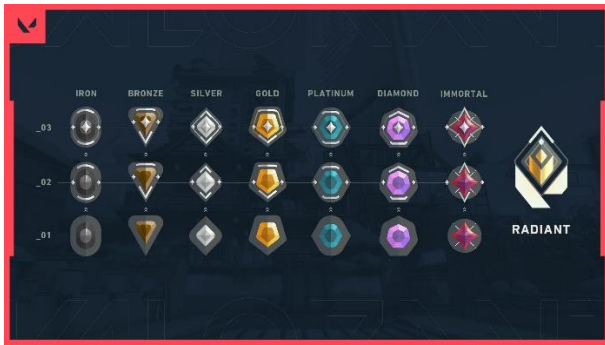 IRON BRONZE SILVER GOLD PLATINUM DIAMOND IMMORTAL
_03
_02
_01
RADIANT